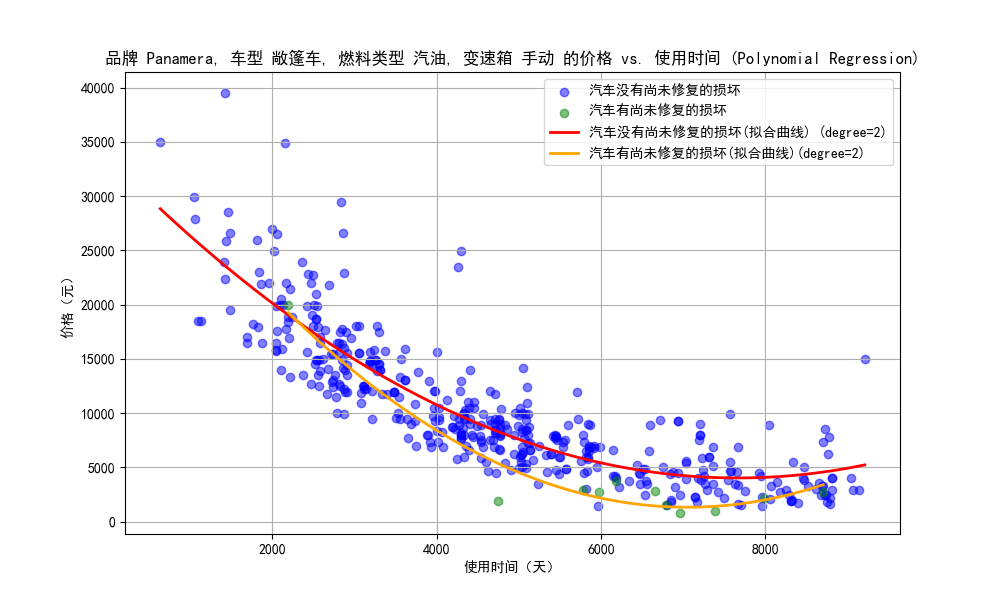 品牌 Panamera, 车型 敞篷车, 燃料类型 汽油, 变速箱 手动 的价格 vs. 使用时间 (Polynomial Regression)
汽车没有尚未修复的损坏
汽车有尚未修复的损坏
汽车没有尚未修复的损坏(拟合曲线) (degree=2)
汽车有尚未修复的损坏(拟合曲线)(degree=2)
价格（元）
40000
35000
30000
25000
20000
15000
10000
5000
0
2000
4000
6000
8000
使用时间（天）